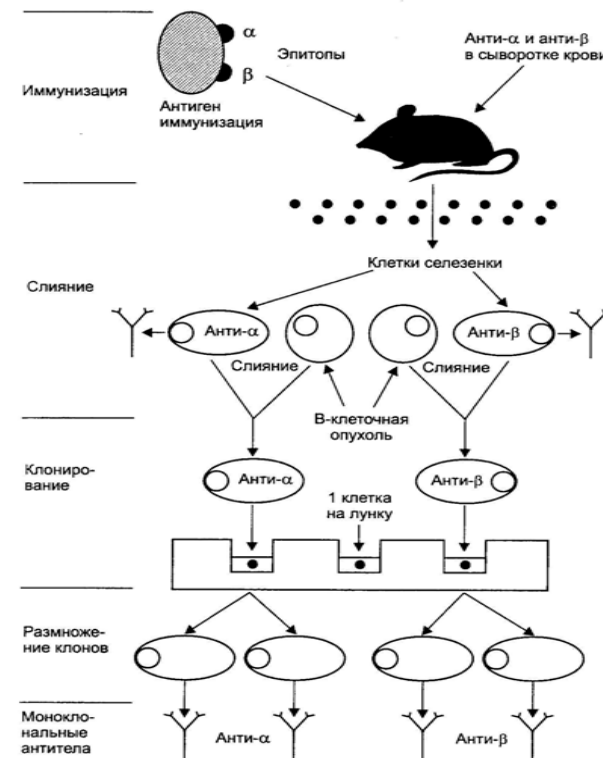 α
Эпитопы
β
Анти-α и анти-β
в сыворотке крови
Иммунизация
Антиген
иммунизация
Клетки селезенки
Слияние
Анти-α
Анти-β
Слияние
Слияние
В-клеточная
опухоль
Клониро-
вание
Анти-α
Анти-β
1 клетка
на лунку
Размноже-
ние клонов
Монокло-
нальные
антитела
Анти-α
Анти-β